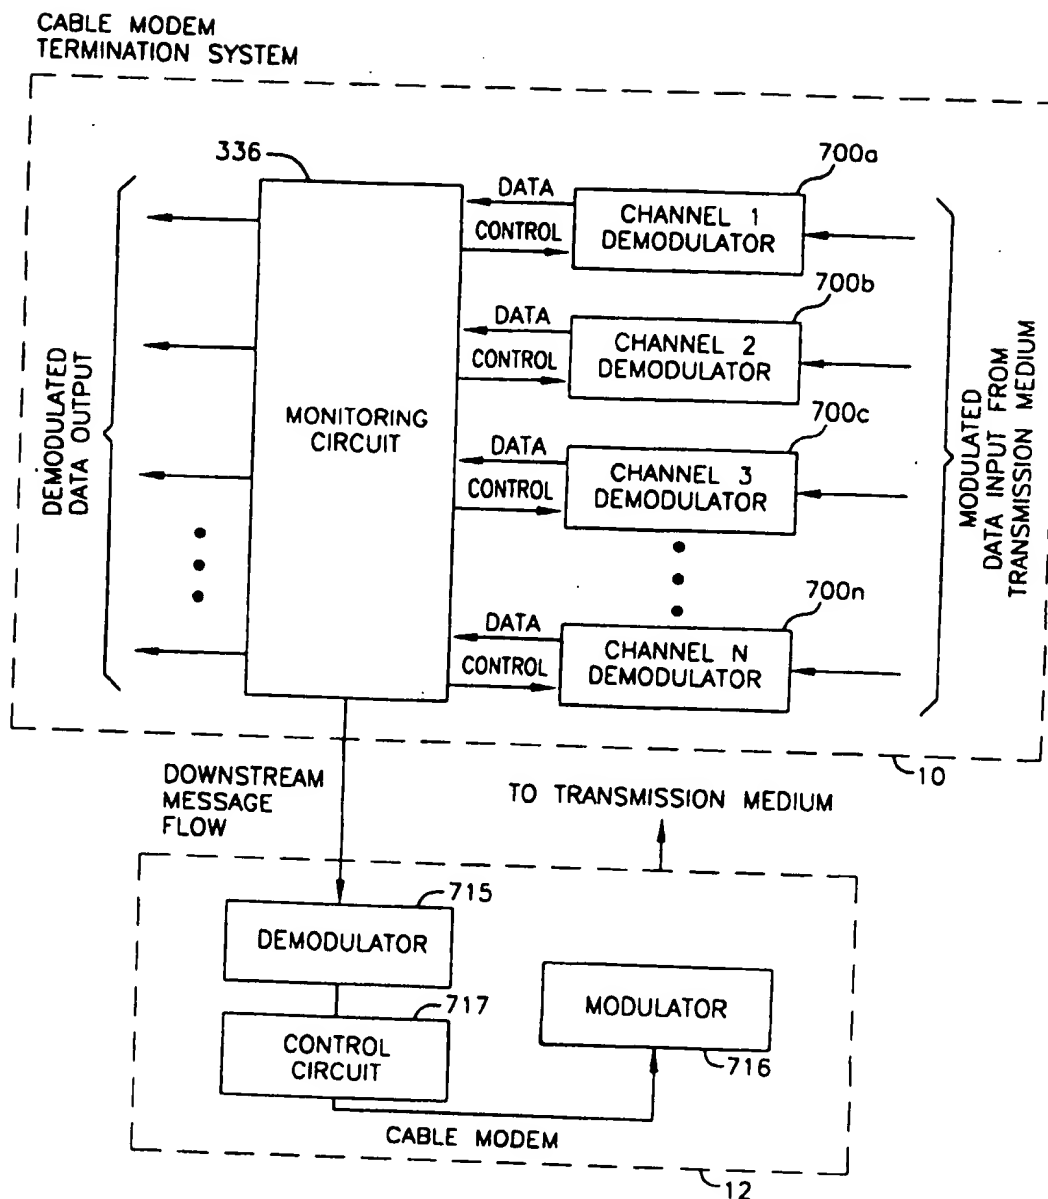 CABLE MODEM
TERMINATION SYSTEM
336
700a
DATA
CONTROL
CHANNEL 1
DEMODULATOR
700b
DATA
CONTROL
CHANNEL 2
DEMODULATOR
DEMODULATED
DATA OUTPUT
MONITORING
CIRCUIT
700c
DATA
CONTROL
CHANNEL 3
DEMODULATOR
MODULATED
DATA INPUT FROM
TRANSMISSION MEDIUM
700n
DATA
CONTROL
CHANNEL N
DEMODULATOR
10
DOWNSTREAM
MESSAGE
FLOW
TO TRANSMISSION MEDIUM
715
DEMODULATOR
717
CONTROL
CIRCUIT
MODULATOR
716
CABLE MODEM
12